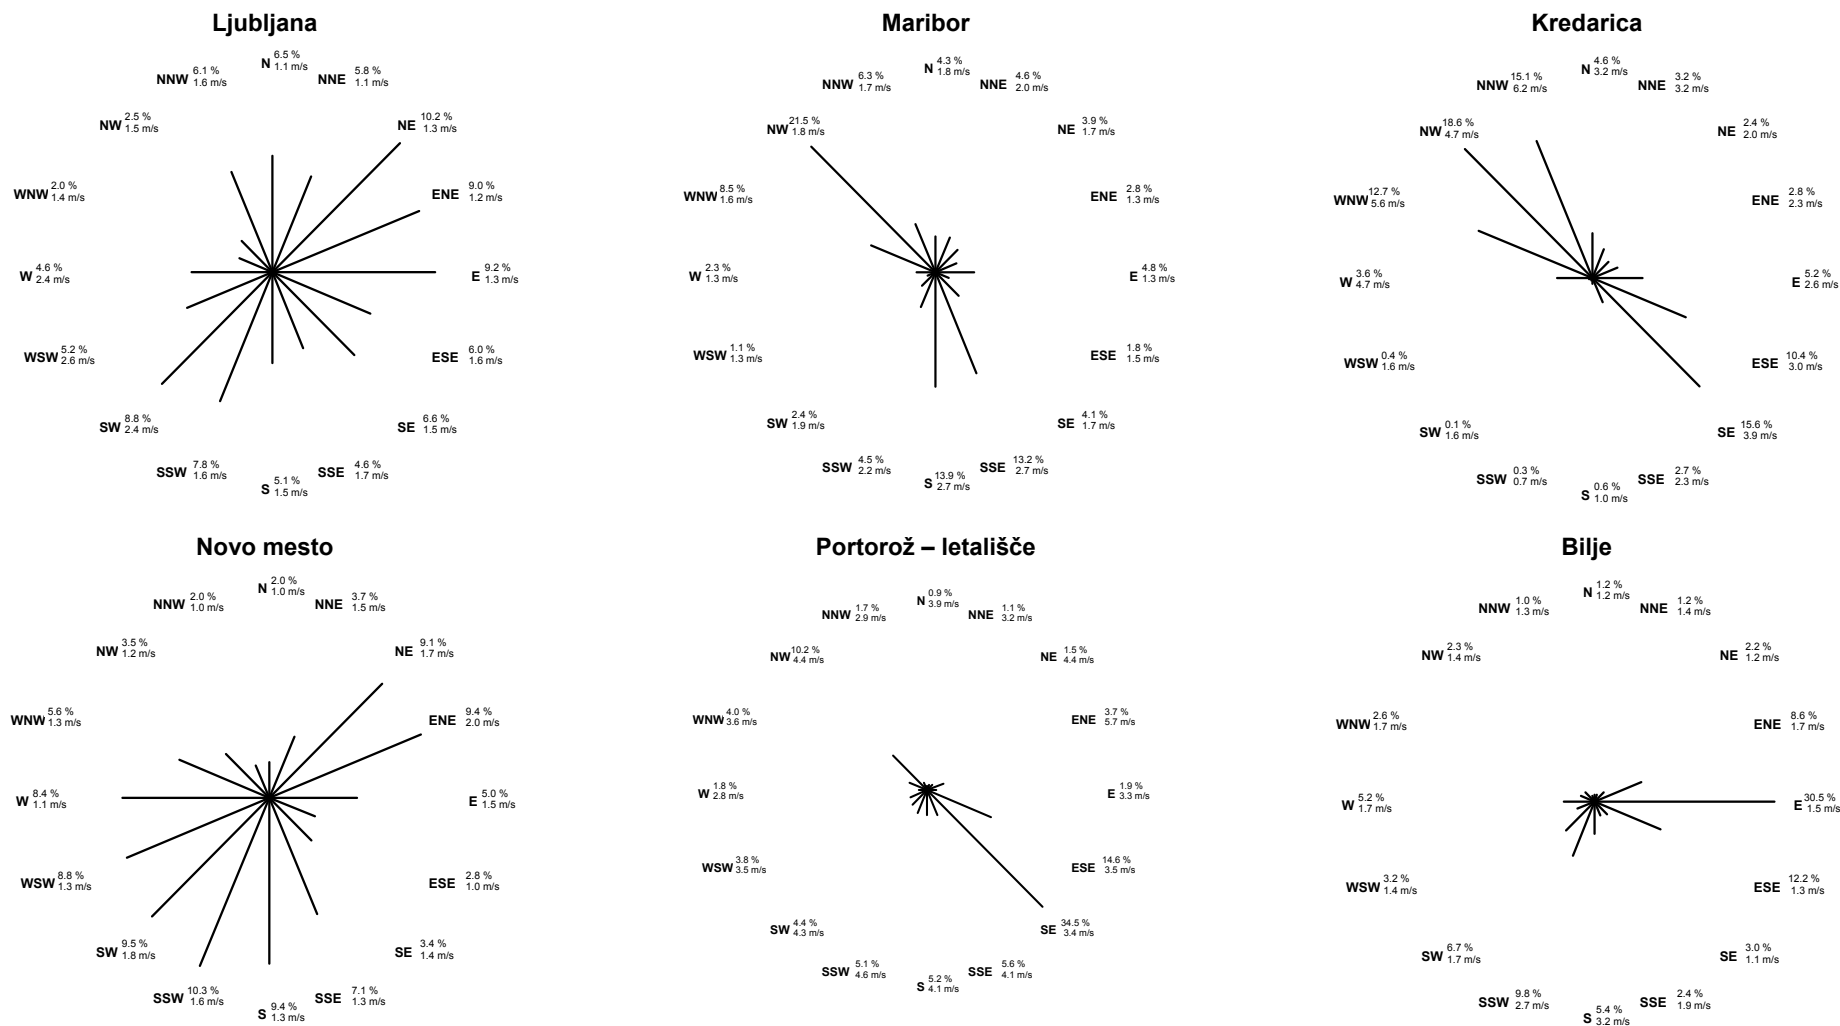 Ljubljana
N 6.5 %
1.1 m/s
NNE 5.8 %
1.1 m/s
NE 10.2 %
1.3 m/s
ENE 9.0 %
1.2 m/s
E 9.2 %
1.3 m/s
ESE 6.0 %
1.6 m/s
SE 6.6 %
1.5 m/s
SSE 4.6 %
1.7 m/s
S 5.1 %
1.5 m/s
SSW 7.8 %
1.6 m/s
SW 8.8 %
2.4 m/s
WSW 5.2 %
2.6 m/s
W 4.6 %
2.4 m/s
WNW 2.0 %
1.4 m/s
NW 2.5 %
1.5 m/s
NNW 6.1 %
1.6 m/s
Maribor
N 4.3 %
1.8 m/s
NNE 4.6 %
2.0 m/s
NE 3.9 %
1.7 m/s
ENE 2.8 %
1.3 m/s
E 4.8 %
1.3 m/s
ESE 1.8 %
1.5 m/s
SE 4.1 %
1.7 m/s
SSE 13.2 %
2.7 m/s
S 13.9 %
2.7 m/s
SSW 4.5 %
2.2 m/s
SW 2.4 %
1.9 m/s
WSW 1.1 %
1.3 m/s
W 2.3 %
1.3 m/s
WNW 8.5 %
1.6 m/s
NW 21.5 %
1.8 m/s
NNW 6.3 %
1.7 m/s
Kredarica
N 4.6 %
3.2 m/s
NNE 3.2 %
3.2 m/s
NE 2.4 %
2.0 m/s
ENE 2.8 %
2.3 m/s
E 5.2 %
2.6 m/s
ESE 10.4 %
3.0 m/s
SE 15.6 %
3.9 m/s
SSE 2.7 %
2.3 m/s
S 0.6 %
1.0 m/s
SSW 0.3 %
0.7 m/s
SW 0.1 %
1.6 m/s
WSW 0.4 %
1.6 m/s
W 3.6 %
4.7 m/s
WNW 12.7 %
5.6 m/s
NW 18.6 %
4.7 m/s
NNW 15.1 %
6.2 m/s
Novo mesto
N 2.0 %
1.0 m/s
NNE 3.7 %
1.5 m/s
NE 9.1 %
1.7 m/s
ENE 9.4 %
2.0 m/s
E 5.0 %
1.5 m/s
ESE 2.8 %
1.0 m/s
SE 3.4 %
1.4 m/s
SSE 7.1 %
1.3 m/s
S 9.4 %
1.3 m/s
SSW 10.3 %
1.6 m/s
SW 9.5 %
1.8 m/s
WSW 8.8 %
1.3 m/s
W 8.4 %
1.1 m/s
WNW 5.6 %
1.3 m/s
NW 3.5 %
1.2 m/s
NNW 2.0 %
1.0 m/s
Portorož – letališče
N 0.9 %
3.9 m/s
NNE 1.1 %
3.2 m/s
NE 1.5 %
4.4 m/s
ENE 3.7 %
5.7 m/s
E 1.9 %
3.3 m/s
ESE 14.6 %
3.5 m/s
SE 34.5 %
3.4 m/s
SSE 5.6 %
4.1 m/s
S 5.2 %
4.1 m/s
SSW 5.1 %
4.6 m/s
SW 4.4 %
4.3 m/s
WSW 3.8 %
3.5 m/s
W 1.8 %
2.8 m/s
WNW 4.0 %
3.6 m/s
NW 10.2 %
4.4 m/s
NNW 1.7 %
2.9 m/s
Bilje
N 1.2 %
1.2 m/s
NNE 1.2 %
1.4 m/s
NE 2.2 %
1.2 m/s
ENE 8.6 %
1.7 m/s
E 30.5 %
1.5 m/s
ESE 12.2 %
1.3 m/s
SE 3.0 %
1.1 m/s
SSE 2.4 %
1.9 m/s
S 5.4 %
3.2 m/s
SSW 9.8 %
2.7 m/s
SW 6.7 %
1.7 m/s
WSW 3.2 %
1.4 m/s
W 5.2 %
1.7 m/s
WNW 2.6 %
1.7 m/s
NW 2.3 %
1.4 m/s
NNW 1.0 %
1.3 m/s